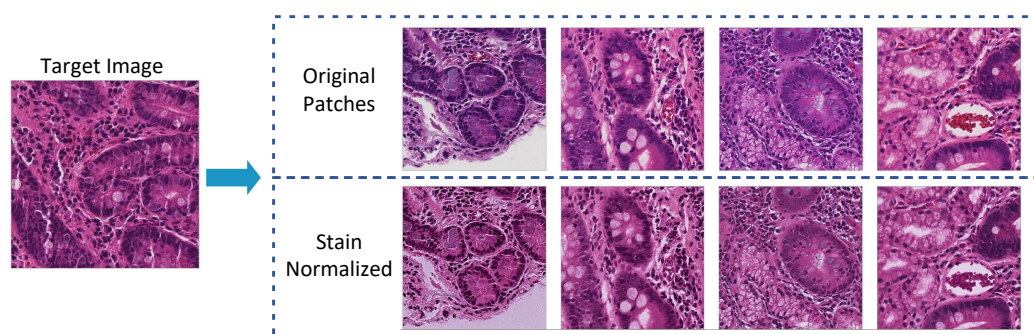 Target Image
Original
Patches
Stain
Normalized